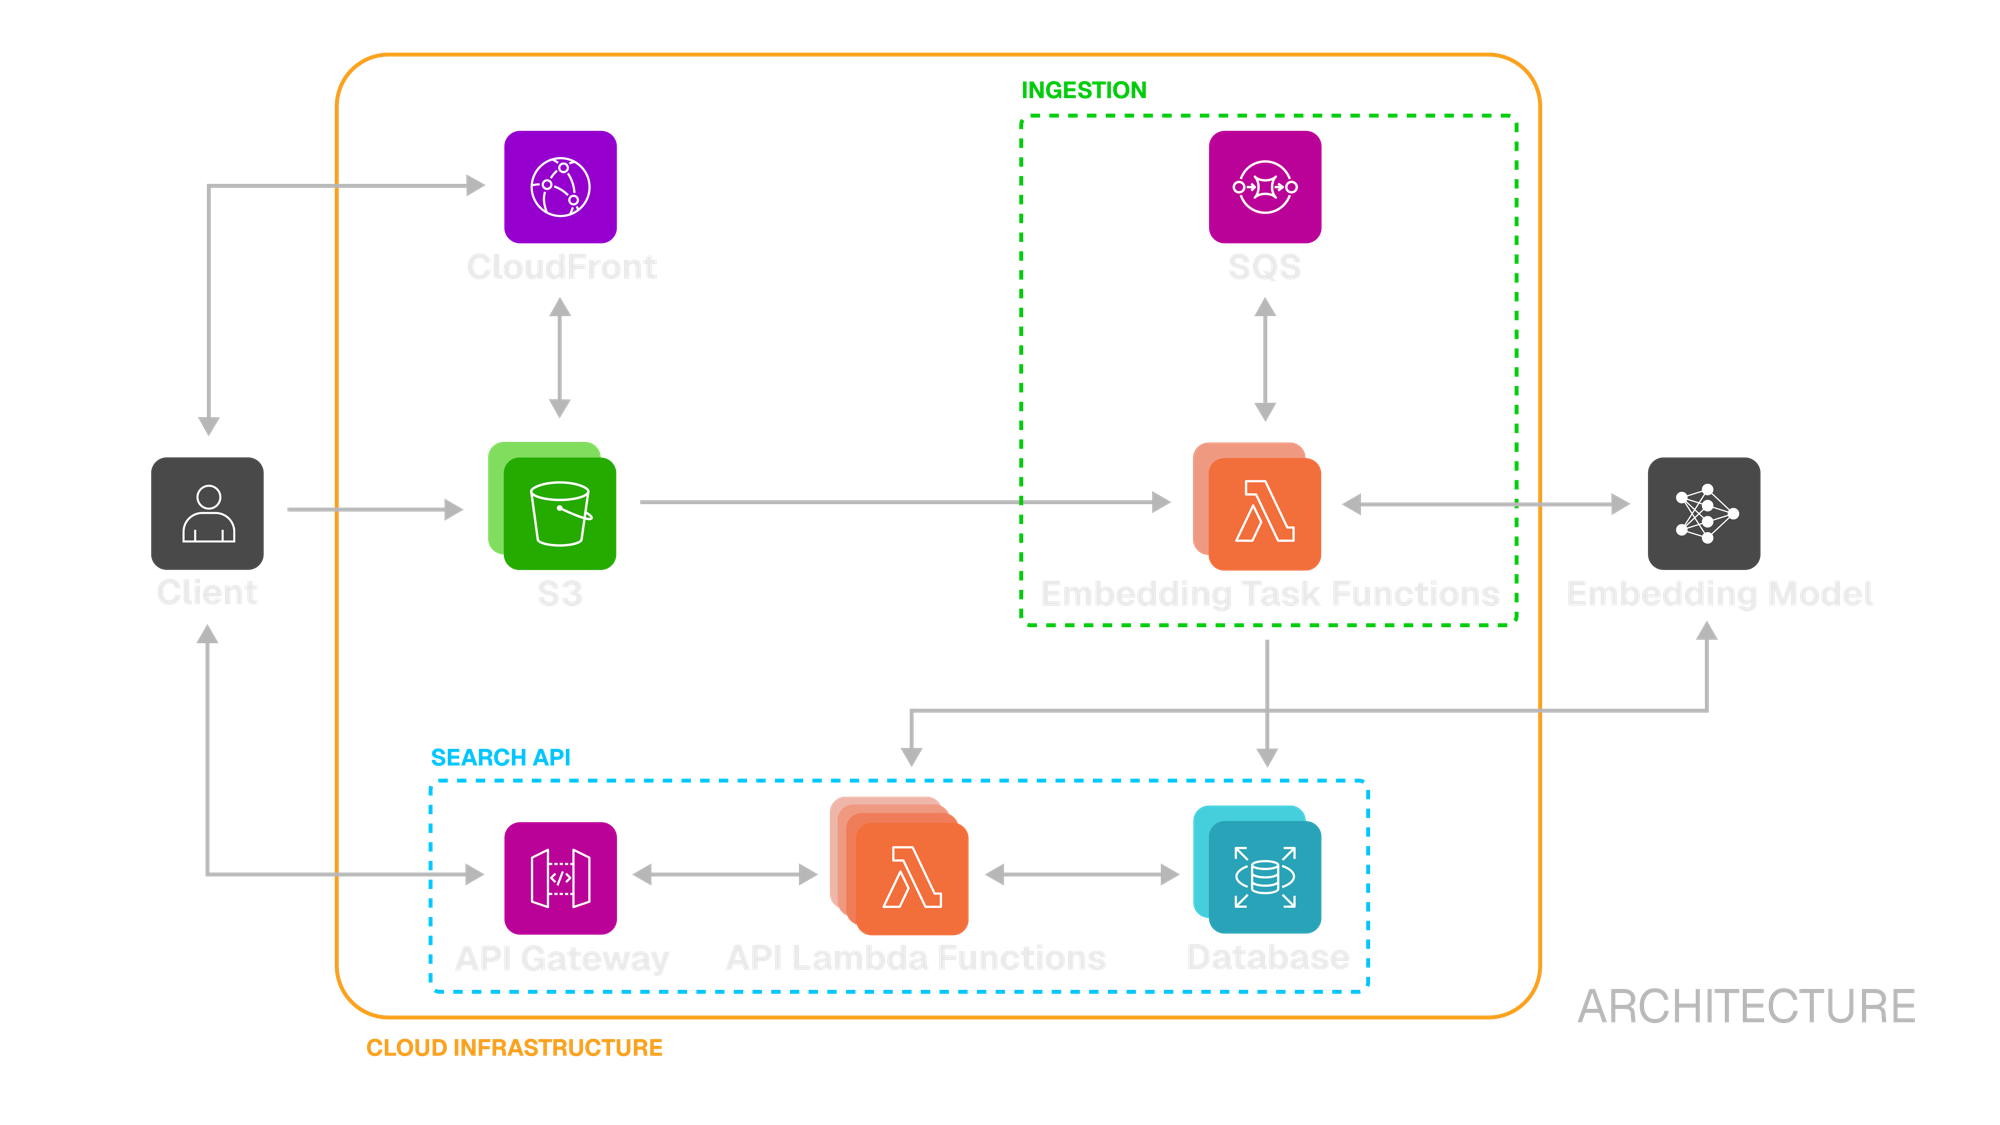 INGESTION
CloudFront
SQS
Client
S3
Embedding Task Functions
Embedding Model
SEARCH API
API Gateway
API Lambda Functions
Database
ARCHITECTURE
CLOUD INFRASTRUCTURE